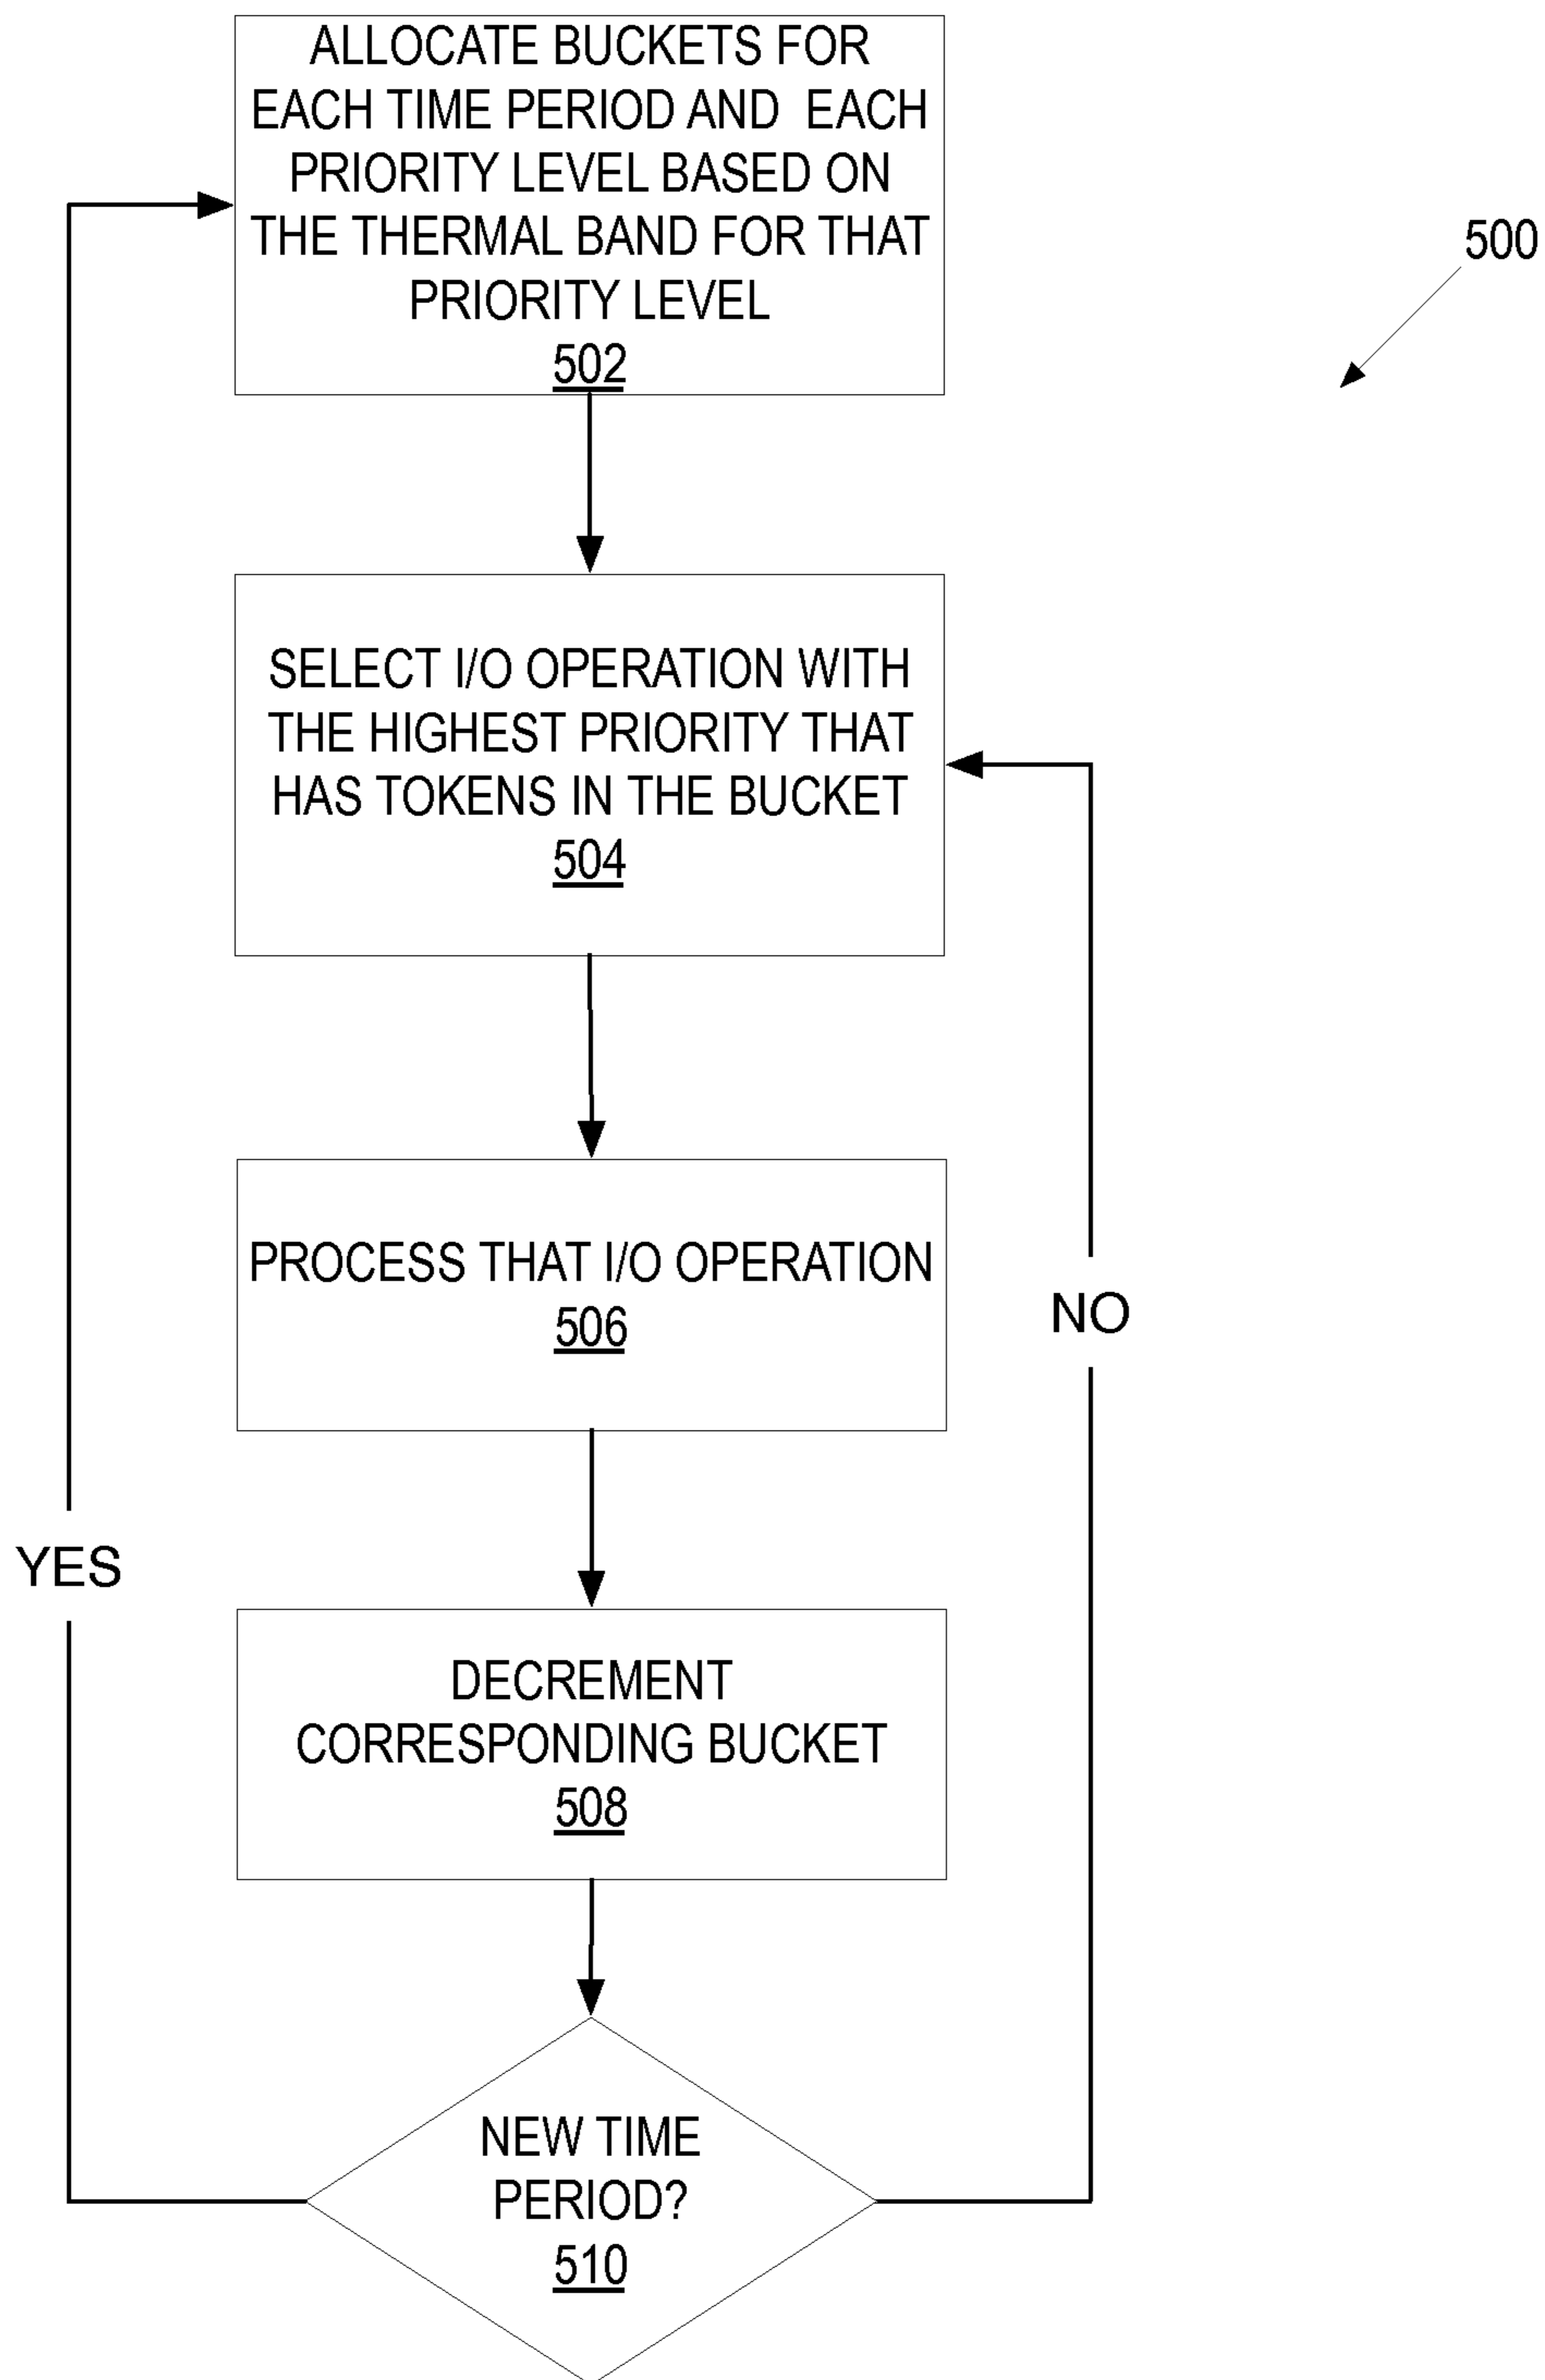 ALLOCATE BUCKETS FOR
EACH TIME PERIOD AND EACH
PRIORITY LEVEL BASED ON
THE THERMAL BAND FOR THAT
PRIORITY LEVEL
502
500
SELECT I/O OPERATION WITH
THE HIGHEST PRIORITY THAT
HAS TOKENS IN THE BUCKET
504
PROCESS THAT I/O OPERATION
506
NO
YES
DECREMENT
CORRESPONDING BUCKET
508
NEW TIME
PERIOD?
510